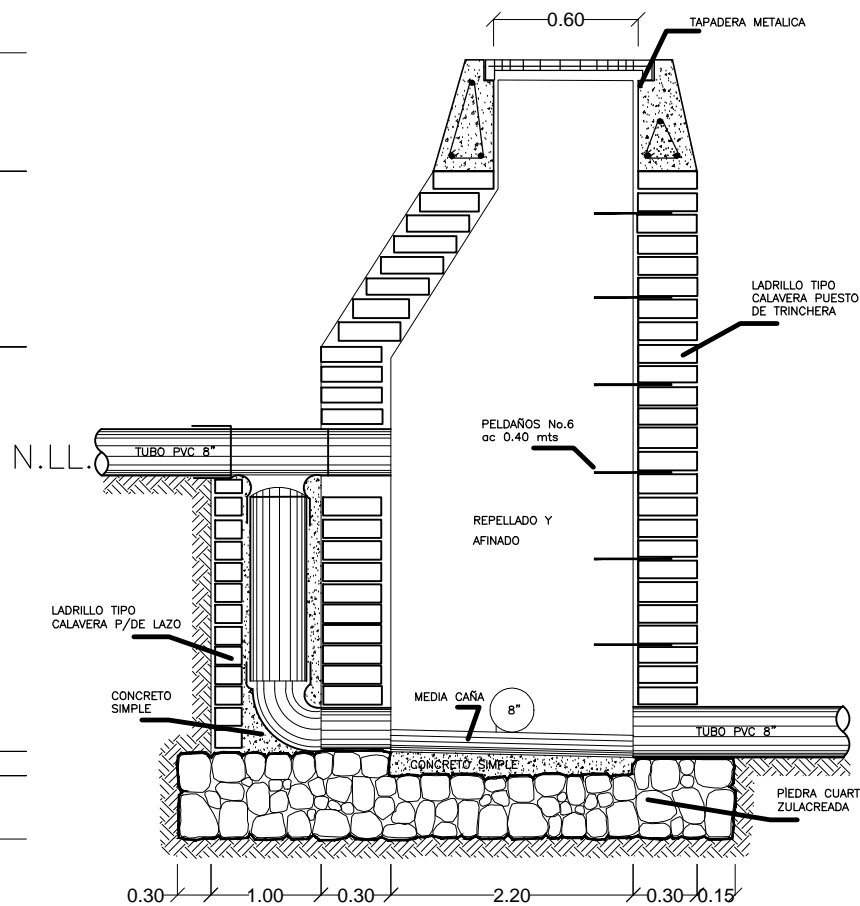 0.60
TAPADERA METALICA
LADRILLO TIPO
CALAVERA PUESTO
DE TRINCHERA
PELDAÑOS No.6
ac 0.40 mts
N.LL.
TUBO PVC 8"
REPELLADO Y
AFINADO
LADRILLO TIPO
CALAVERA P/DE LAZO
CONCRETO
SIMPLE
MEDIA CAÑA
8"
TUBO PVC 8"
CONCRETO SIMPLE
PIEDRA CUART
ZULACREADA
0.30 1.00 0.30 2.20 0.30 0.15